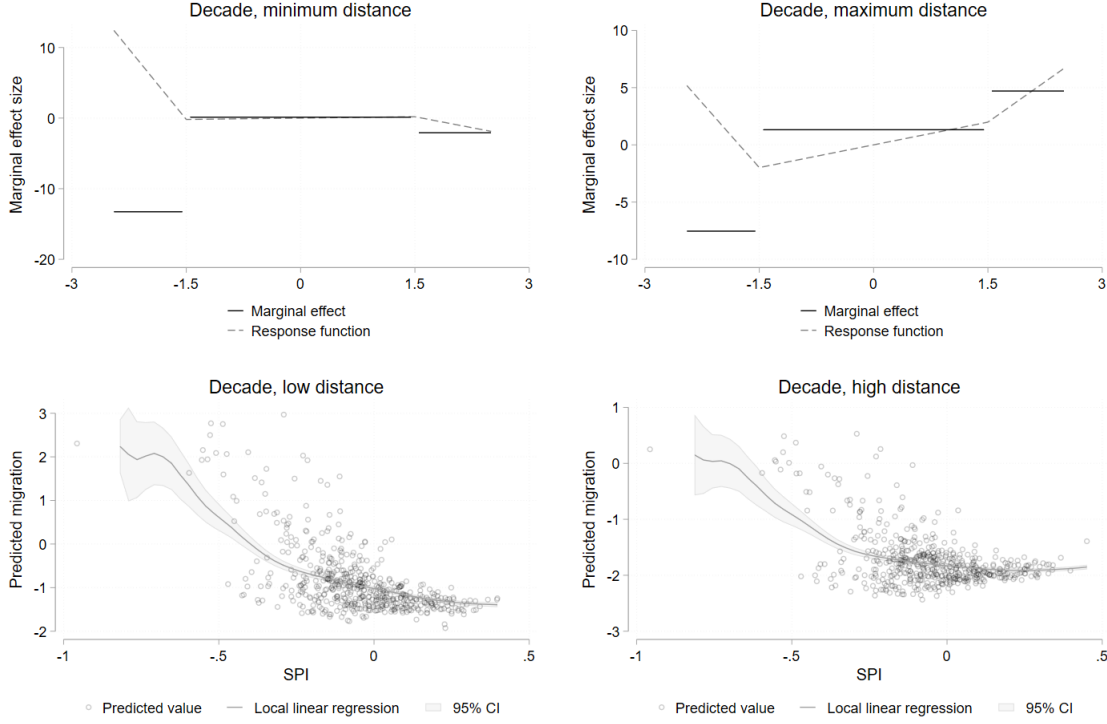 Decade, minimum distance
Marginal effect size
10
0
-10
-20
-3
-1.5
0
1.5
3
Marginal effect
Response function
Decade, maximum distance
Marginal effect size
10
5
0
-5
-10
-3
-1.5
0
1.5
3
Marginal effect
Response function
Decade, low distance
Predicted migration
3
2
1
0
-1
-2
-1
-.5
0
.5
SPI
Predicted value
Local linear regression
95% CI
Decade, high distance
Predicted migration
1
0
-1
-2
-3
-1
-.5
0
.5
SPI
Predicted value
Local linear regression
95% CI